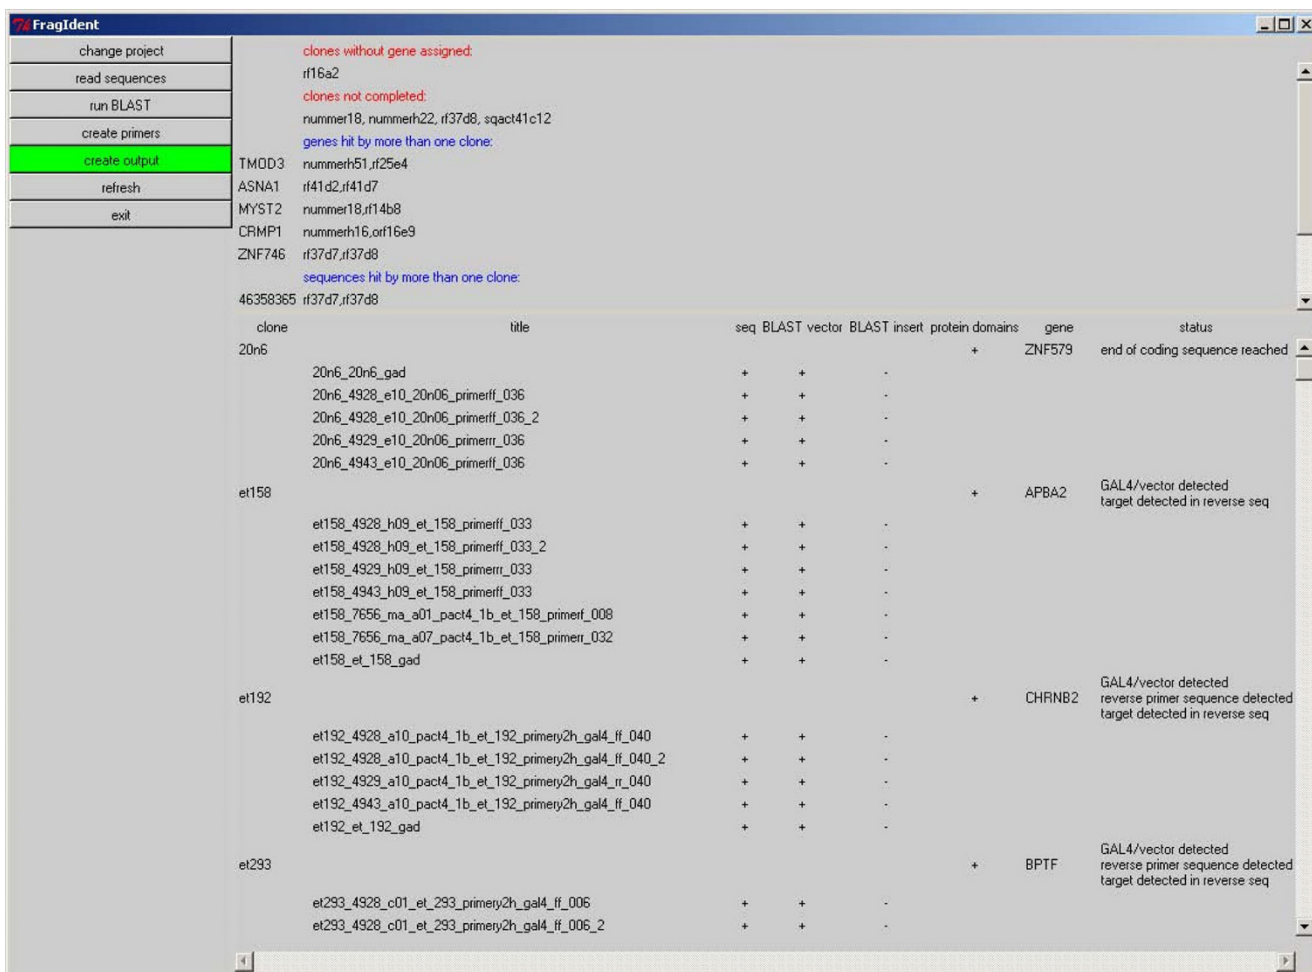 FragIdent
change project
read sequences
run BLAST
create primers
create output
refresh
exit
clones without gene assigned:
rf16a2
clones not completed:
nummer18, nummerh22, rf37d8, sqact41c12
genes hit by more than one clone:
TMOD3 nummerh51,rf25e4
ASNA1 rf41d2,rf41d7
MYST2 nummer18,rf14b8
CRMP1 nummerh16,orf16e9
ZNF746 rf37d7,rf37d8
sequences hit by more than one clone:
46358365 rf37d7,rf37d8
clone title seq BLAST vector BLAST insert protein domains gene status
20n6 + ZNF579 end of coding sequence reached
20n6_20n6_gad + + -
20n6_4928_e10_20n06_primerff_036 + + -
20n6_4928_e10_20n06_primerff_036_2 + + -
20n6_4929_e10_20n06_primerrr_036 + + -
20n6_4943_e10_20n06_primerff_036 + + -
et158 + APBA2 GAL4/vector detected
target detected in reverse seq
et158_4928_h09_et_158_primerff_033 + + -
et158_4928_h09_et_158_primerff_033_2 + + -
et158_4929_h09_et_158_primerrr_033 + + -
et158_4943_h09_et_158_primerff_033 + + -
et158_7656_ma_a01_pact4_1b_et_158_primerf_008 + + -
et158_7656_ma_a07_pact4_1b_et_158_primerr_032 + + -
et158_et_158_gad + + -
GAL4/vector detected
et192 + CHRNB2 reverse primer sequence detected
target detected in reverse seq
et192_4928_a10_pact4_1b_et_192_primery2h_gal4_ff_040 + + -
et192_4928_a10_pact4_1b_et_192_primery2h_gal4_ff_040_2 + + -
et192_4929_a10_pact4_1b_et_192_primery2h_gal4_rr_040 + + -
et192_4943_a10_pact4_1b_et_192_primery2h_gal4_ff_040 + + -
et192_et_192_gad + + -
GAL4/vector detected
et293 + BPTF reverse primer sequence detected
target detected in reverse seq
et293_4928_c01_et_293_primery2h_gal4_ff_006 + + -
et293_4928_c01_et_293_primery2h_gal4_ff_006_2 + + -